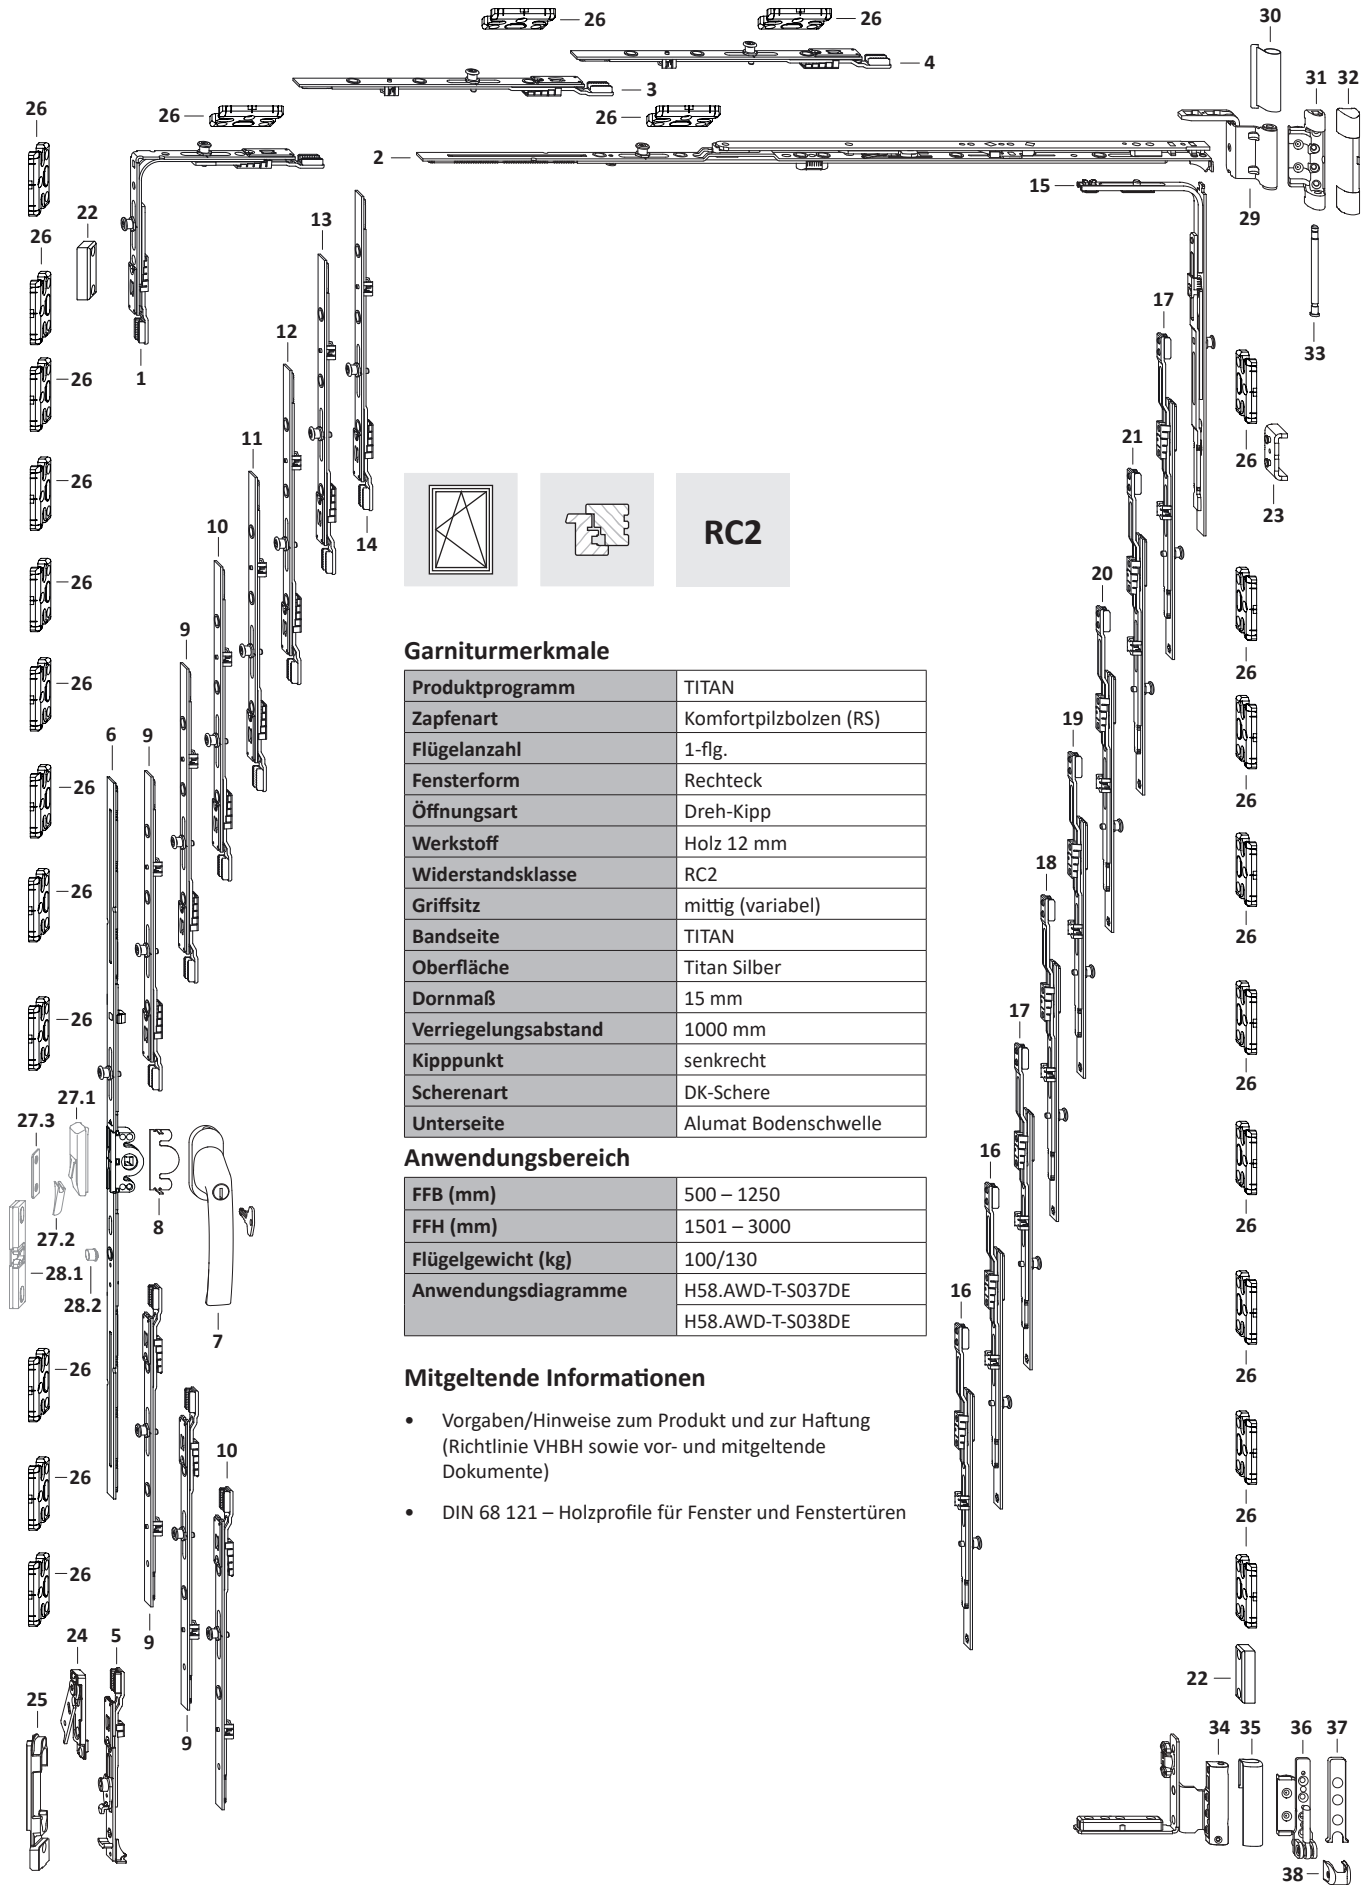 26
26
30
4
31
32
3
26
26
26
2
15
22
29
13
26
17
12
33
1
26
11
21
26
26
23
10
14
RC2
20
26
9
26
Garniturmerkmale
Produktprogramm TITAN
Zapfenart Komfortpilzbolzen (RS)
Flügelanzahl 1-flg.
Fensterform Rechteck
Öffnungsart Dreh-Kipp
Werkstoff Holz 12 mm
Widerstandsklasse RC2
Griffsitz mittig (variabel)
Bandseite TITAN
Oberfläche Titan Silber
Dornmaß 15 mm
Verriegelungsabstand 1000 mm
Kipppunkt senkrecht
Scherenart DK-Schere
Unterseite Alumat Bodenschwelle
Anwendungsbereich
FFB (mm) 500 – 1250
FFH (mm) 1501 – 3000
Flügelgewicht (kg) 100/130
Anwendungsdiagramme H58.AWD-T-S037DE
H58.AWD-T-S038DE
Mitgeltende Informationen
• Vorgaben/Hinweise zum Produkt und zur Haftung
(Richtlinie VHBH sowie vor- und mitgeltende
Dokumente)
• DIN 68 121 – Holzprofile für Fenster und Fenstertüren
26
6
9
26
26
26
27.1
27.3
27.2
8
28.1
28.2
7
26
26
10
26
9
24
5
25
9
19
26
18
26
17
26
16
26
16
26
26
22
34
35
36
37
38